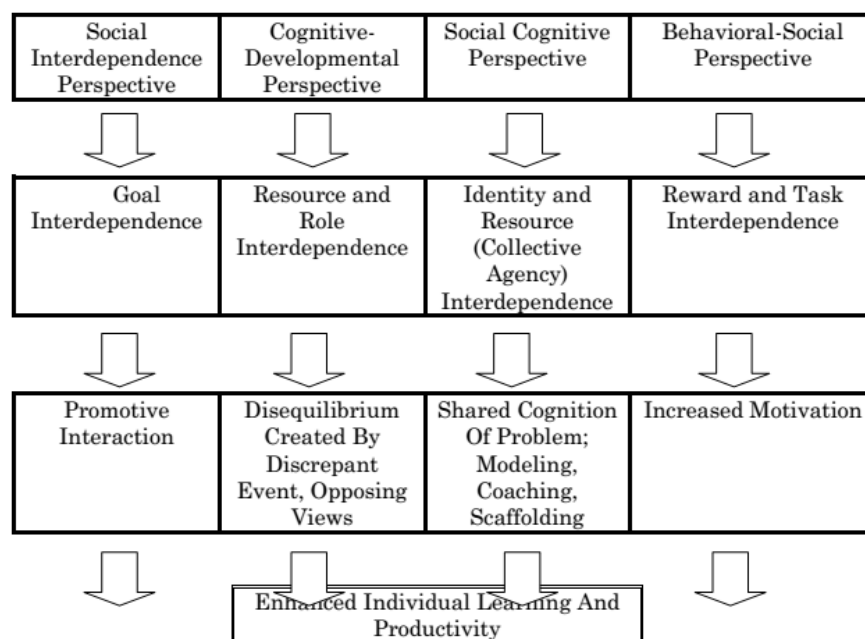 Social
Interdependence
Perspective
Cognitive-
Developmental
Perspective
Social Cognitive
Perspective
Behavioral-Social
Perspective
Goal
Interdependence
Resource and
Role
Interdependence
Identity and
Resource
(Collective
Agency)
Interdependence
Reward and Task
Interdependence
Promotive
Interaction
Disequilibrium
Created By
Discrepant
Event, Opposing
Views
Shared Cognition
Of Problem;
Modeling,
Coaching,
Scaffolding
Increased Motivation
Enhanced Individual Learning And
Productivity